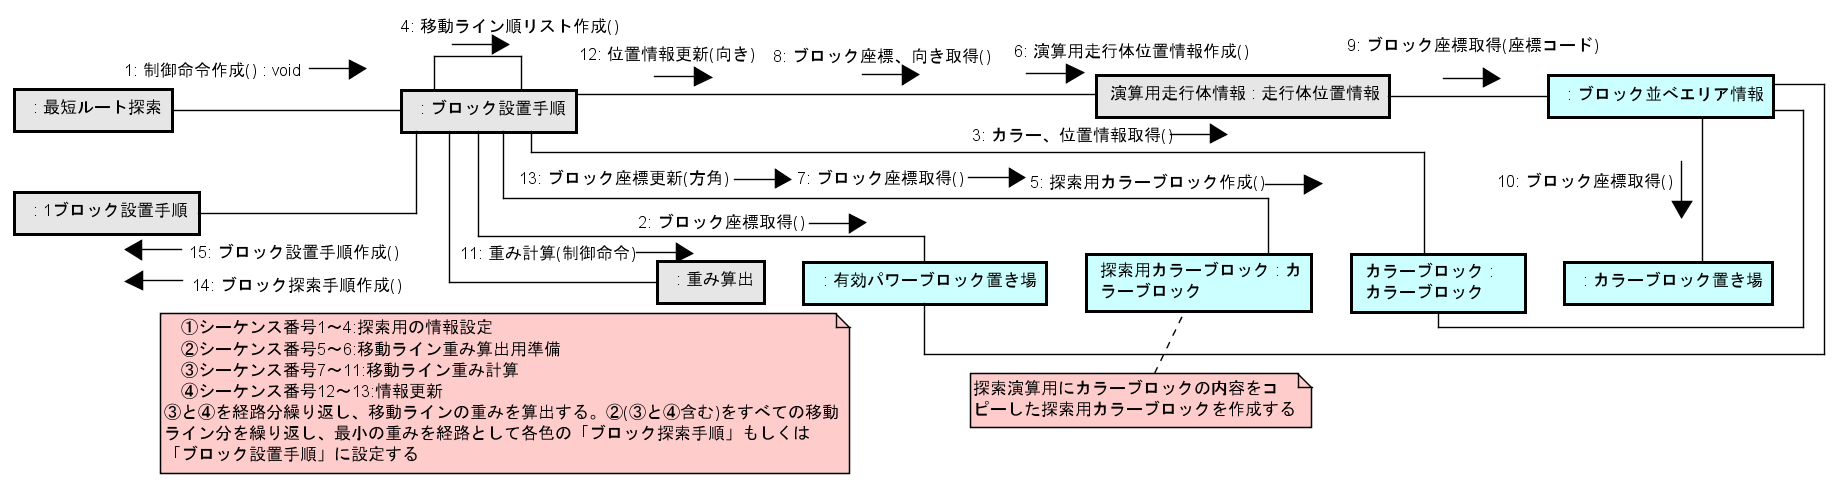 4: 移動ライン順リスト作成()
12: 位置情報更新(向き)
8: ブロック座標、向き取得()
6: 演算用走行体位置情報作成()
9: ブロック座標取得(座標コード)
1: 制御命令作成() : void
: 最短ルート探索
: ブロック設置手順
演算用走行体情報 : 走行体位置情報
: ブロック並べエリア情報
3: カラー、位置情報取得()
13: ブロック座標更新(方角)
7: ブロック座標取得()
5: 探索用カラーブロック作成()
10: ブロック座標取得()
: 1ブロック設置手順
2: ブロック座標取得()
15: ブロック設置手順作成()
11: 重み計算(制御命令)
14: ブロック探索手順作成()
: 重み算出
: 有効パワーブロック置き場
探索用カラーブロック : カ
ラーブロック
カラーブロック :
カラーブロック
: カラーブロック置き場
①シーケンス番号1～4:探索用の情報設定
②シーケンス番号5～6:移動ライン重み算出用準備
③シーケンス番号7～11:移動ライン重み計算
④シーケンス番号12～13:情報更新
③と④を経路分繰り返し、移動ラインの重みを算出する。②(③と④含む)をすべての移動
ライン分を繰り返し、最小の重みを経路として各色の「ブロック探索手順」もしくは
「ブロック設置手順」に設定する
探索演算用にカラーブロックの内容をコ
ピーした探索用カラーブロックを作成する